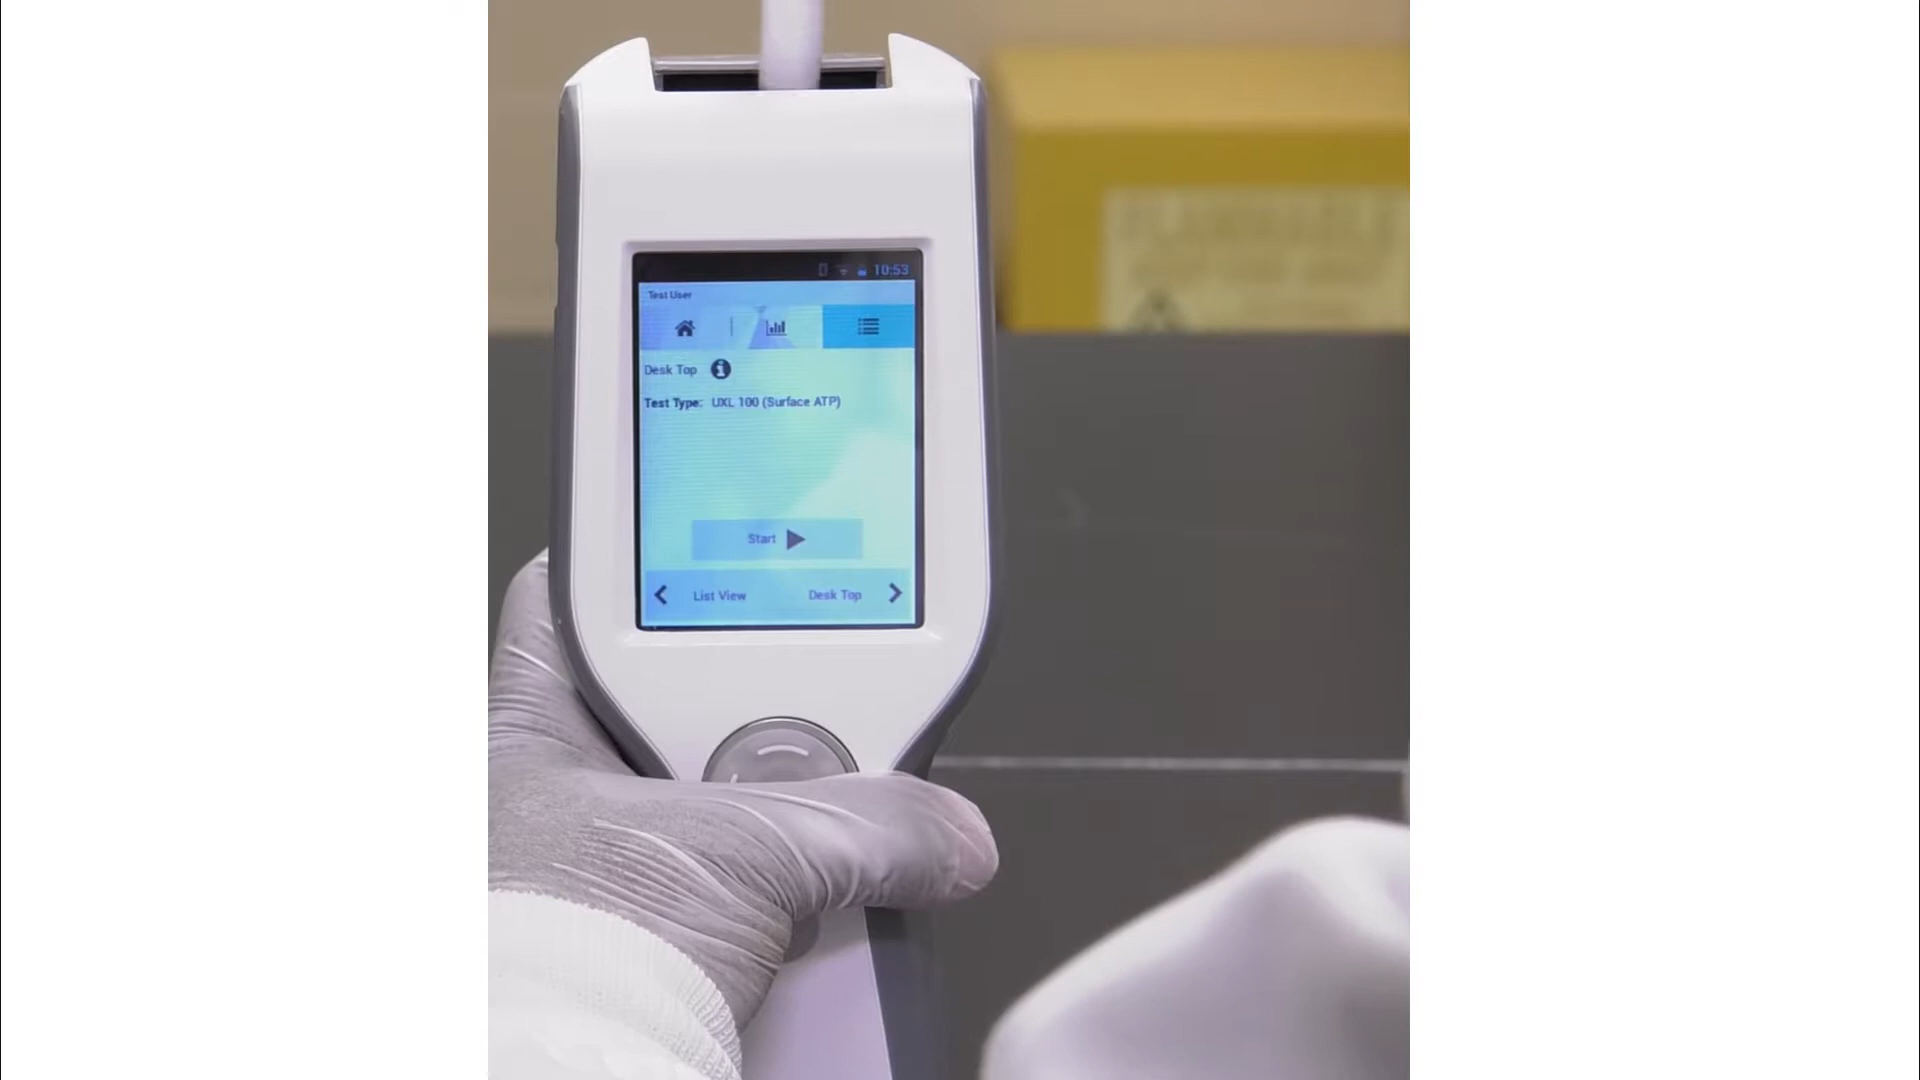 10:53
Test User
Desk Top
Test Type: UXL 100 (Surface ATP)
Start
List View Desk Top